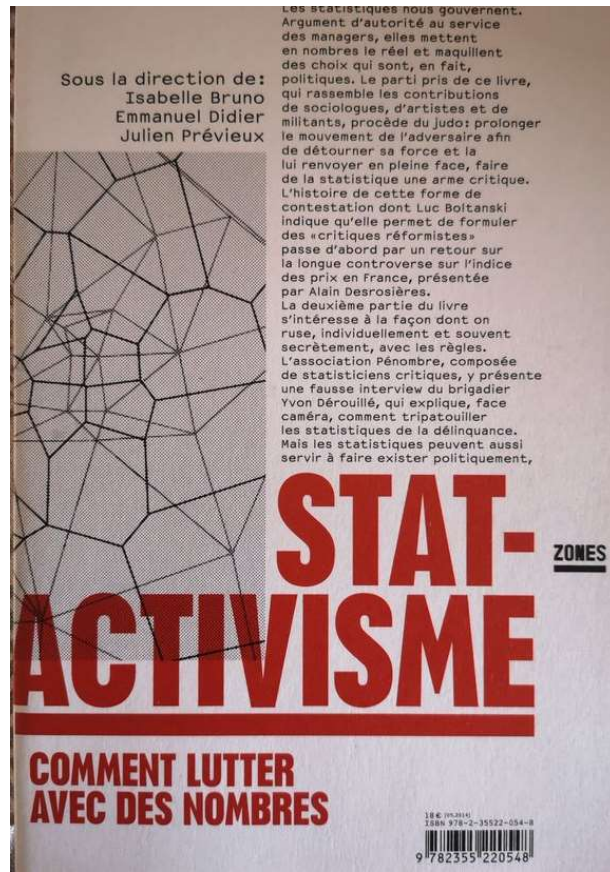 Les statistiques nous gouvernent.
Argument d'autorité au service
des managers, elles mettent
en nombres le réel et maquillent
des choix qui sont, en fait,
politiques. Le parti pris de ce livre,
qui rassemble les contributions
de sociologues, d'artistes et de
militants, procède du judo: prolonger
le mouvement de l'adversaire afin
de détourner sa force et la
lui renvoyer en pleine face, faire
de la statistique une arme critique.
L'histoire de cette forme de
contestation dont Luc Boltanski
indique qu'elle permet de formuler
des «critiques réformistes»
passe d'abord par un retour sur
la longue controverse sur l'indice
des prix en France, présentée
par Alain Desrosières.
La deuxième partie du livre
s'intéresse à la façon dont on
ruse, individuellement et souvent
secrètement, avec les règles.
L'association Pénombre, composée
de statisticiens critiques, y présente
une fausse interview du brigadier
Yvon Dérouillé, qui explique, face
caméra, comment tripatouiller
les statistiques de la délinquance.
Mais les statistiques peuvent aussi
servir à faire exister politiquement,
Sous la direction de:
Isabelle Bruno
Emmanuel Didier
Julien Prévieux
STAT-
ACTIVISME
ZONES
COMMENT LUTTER
AVEC DES NOMBRES
18 € [05.2014]
ISBN 978-2-35522-054-8
9 782355 220548